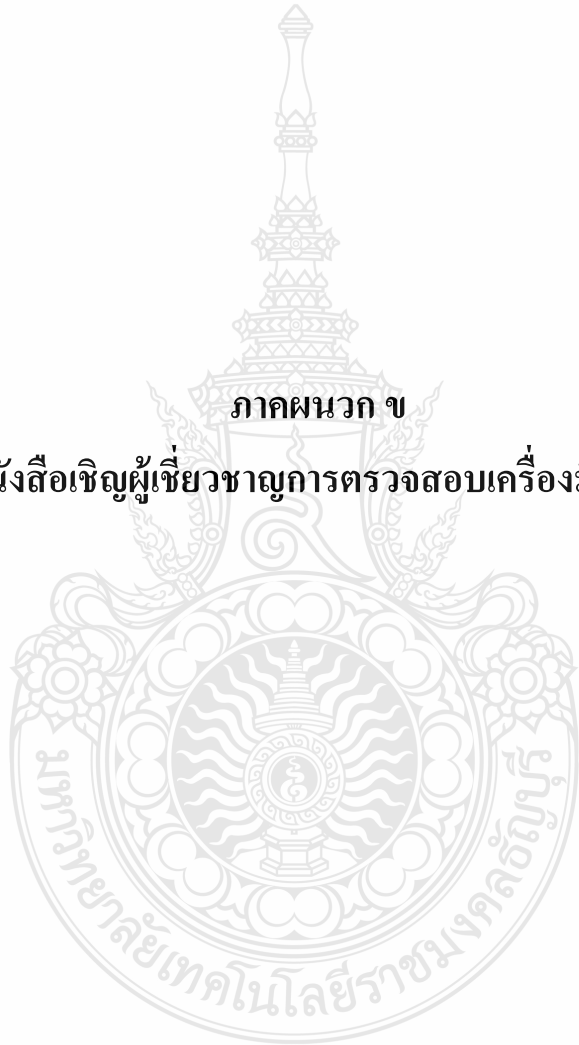 ภาคผนวก ข
สือเชิญผู้เชี่ยวชาญการตรวจสอบเครื่อง
มหาวิทยาลัยเทคโนโลยีราชมงคลธัญบุรี